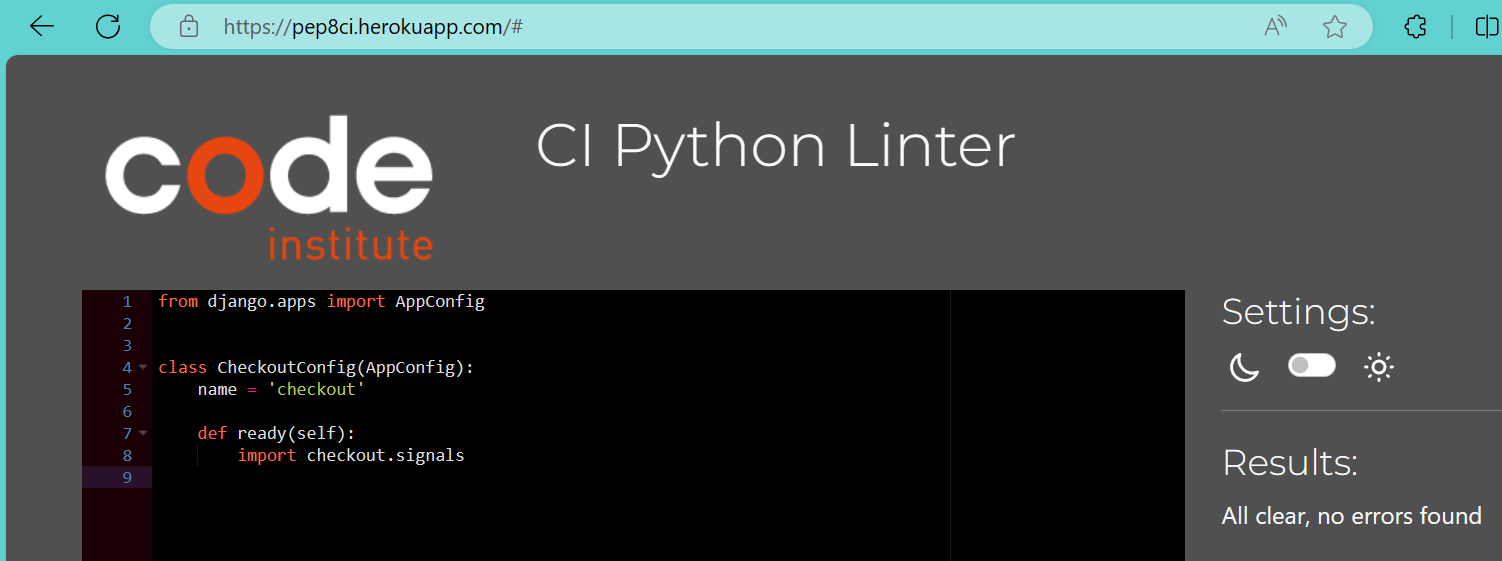 https://pep8ci.herokuapp.com/#
code
institute
CI Python Linter
1 from django.apps import AppConfig
2
3
4 class CheckoutConfig(AppConfig):
5     name = 'checkout'
6
7     def ready(self):
8         import checkout.signals
9
Settings:
Results:
All clear, no errors found